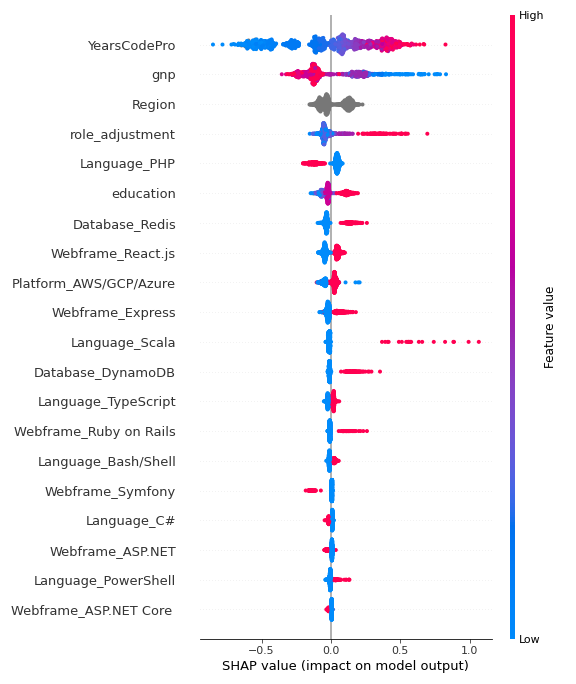 High
YearsCodePro
gnp
Region
role_adjustment
Language_PHP
education
Database_Redis
Webframe_React.js
Platform_AWS/GCP/Azure
Webframe_Express
Language_Scala
Database_DynamoDB
Language_TypeScript
Webframe_Ruby on Rails
Language_Bash/Shell
Webframe_Symfony
Language_C#
Webframe_ASP.NET
Language_PowerShell
Webframe_ASP.NET Core
Feature value
Low
−0.5 0.0 0.5 1.0
SHAP value (impact on model output)